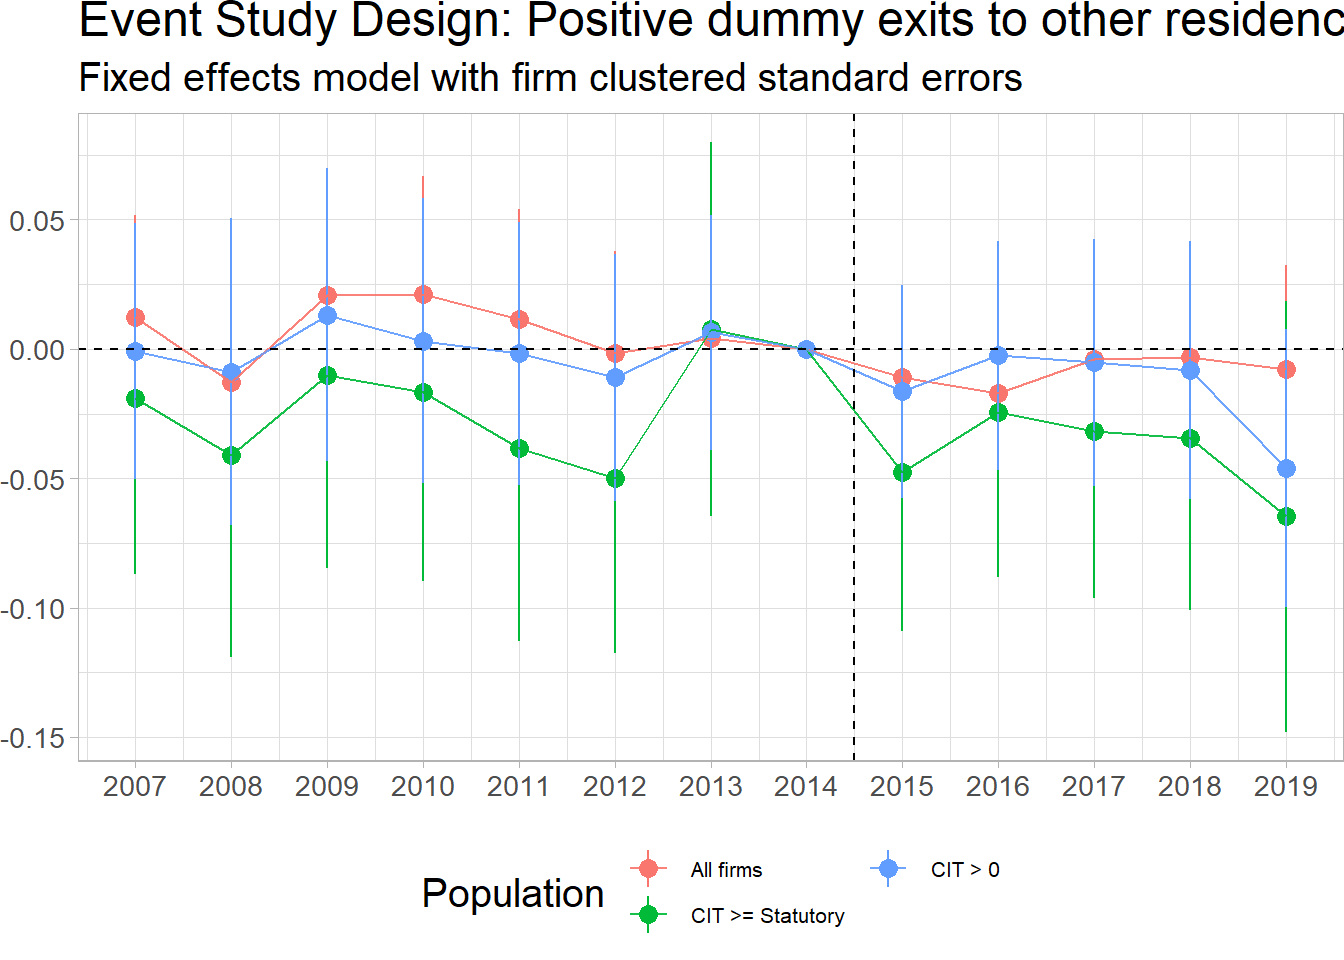 Event Study Design: Positive dummy exits to other
Fixed effects model with firm clustered standard errors
0.05
0.00
-0.05
-0.10
-0.15
2007 2008 2009 2010 2011 2012 2013 2014 2015 2016 2017 2018 2019
Population
All firms
CIT > 0
CIT >= Statutory